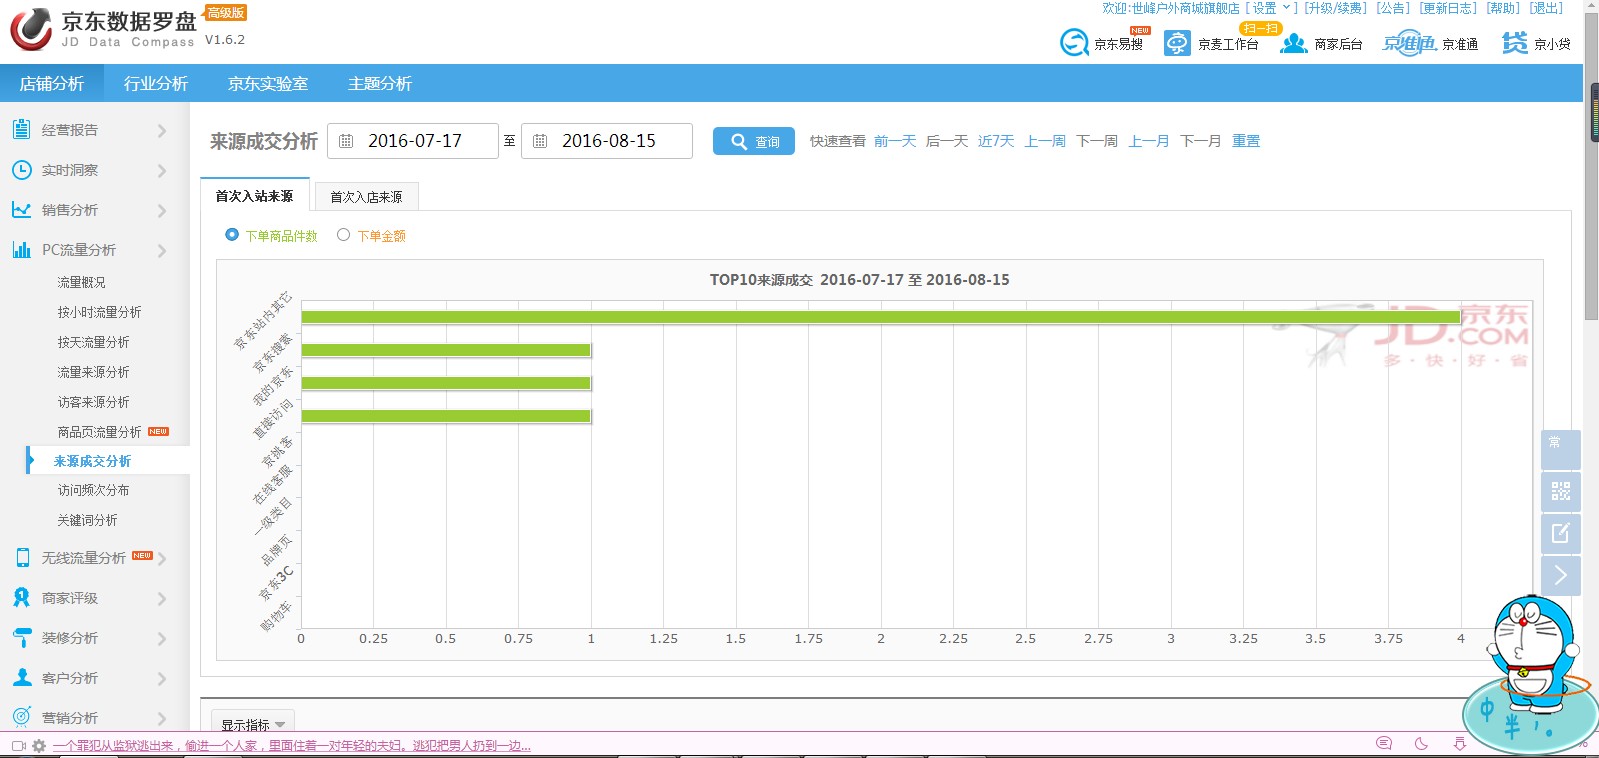 京东数据罗盘 高级版
JD Data Compass V1.6.2
欢迎:世峰户外商城旗舰店 [ 设置 ] [升级/续费] [公告] [更新日志] [帮助] [退出]
京东易搜 NEW 京麦工作台 扫一扫 商家后台 京准通 京准通 贷 京小贷
店铺分析 行业分析 京东实验室 主题分析
经营报告
实时洞察
销售分析
PC流量分析
流量概况
按小时流量分析
按天流量分析
流量来源分析
访客来源分析
商品页流量分析 NEW
来源成交分析
访问频次分布
关键词分析
无线流量分析 NEW
商家评级
装修分析
客户分析
营销分析
来源成交分析 2016-07-17 至 2016-08-15 查询 快速查看 前一天 后一天 近7天 上一周 下一周 上一月 下一月 重置
首次入站来源 首次入店来源
下单商品件数 下单金额
TOP10来源成交 2016-07-17 至 2016-08-15
京东站内其它
京东搜索
我的京东
直接访问
京挑客
在线客服
一级类目
品牌页
京东3C
购物车
0 0.25 0.5 0.75 1 1.25 1.5 1.75 2 2.25 2.5 2.75 3 3.25 3.5 3.75 4
JD京东
.COM
多·快·好·省
常
显示指标
中 半
一个罪犯从监狱逃出来，偷进一个人家，里面住着一对年轻的夫妇。逃犯把男人扔到一边...